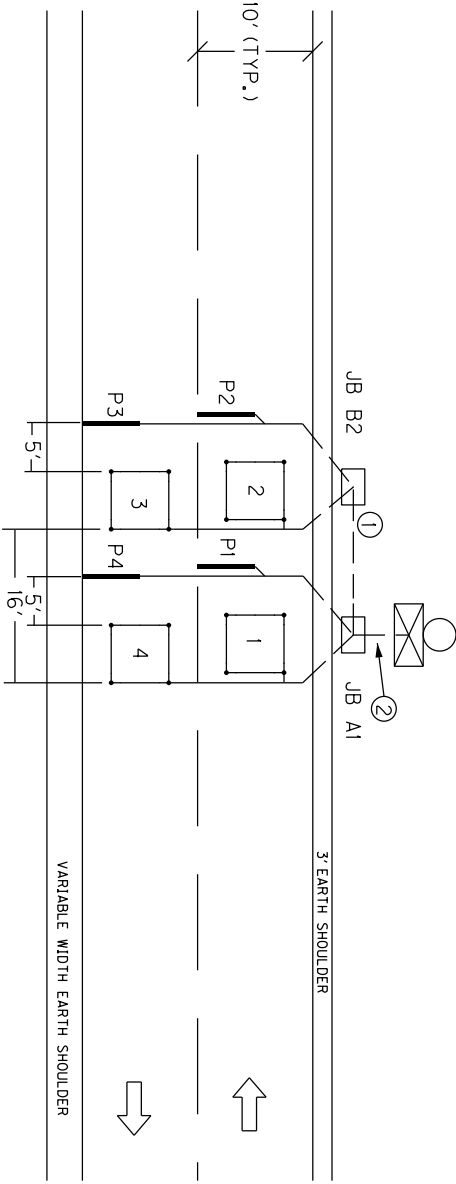 2
JB B2
1
JB A1
3' EARTH SHOULDER
10' (TYP.)
P2
2
P1
1
P3
3
P4
4
5'
5'
16'
VARIABLE WIDTH EARTH SHOULDER